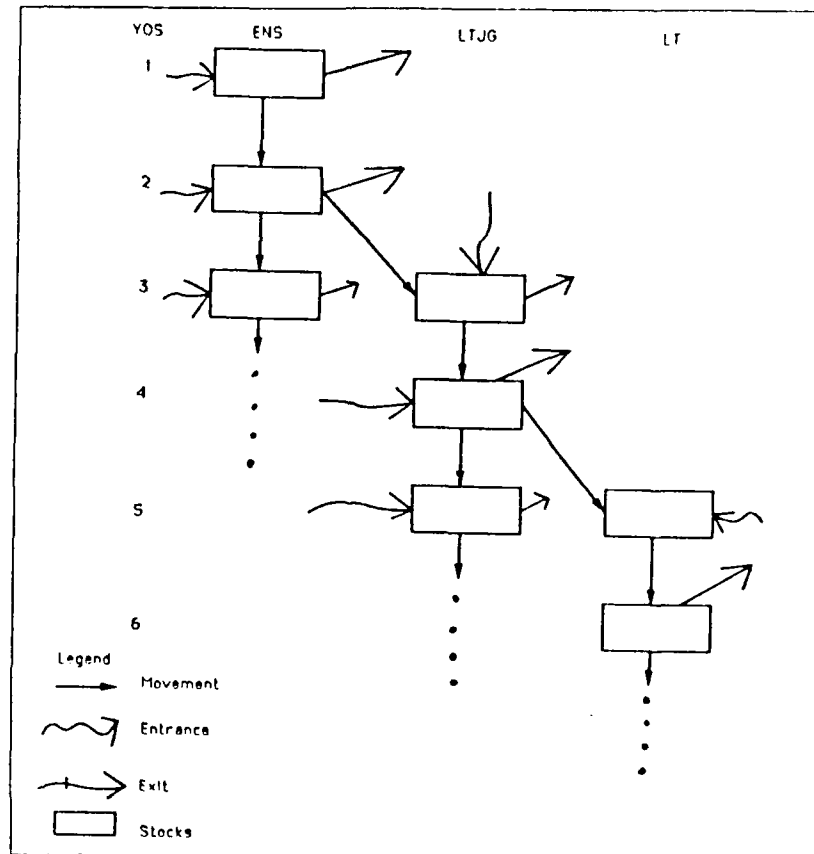 YOS ENS LTJG LT
1
2
3
4
5
6
Legend
Movement
Entrance
Exit
Stocks